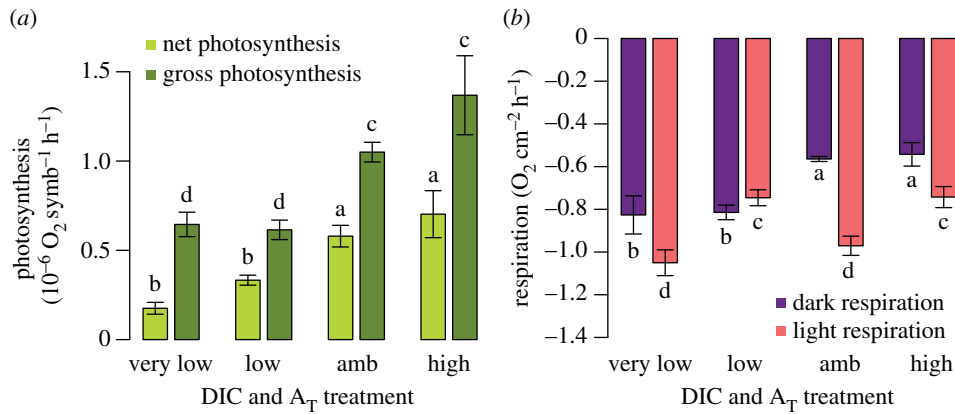 (a)
net photosynthesis
gross photosynthesis
photosynthesis
(10⁻⁶ O₂ symb⁻¹ h⁻¹)
1.5
1.0
0.5
0
b
d
b
d
a
c
a
c
very low
low
amb
high
DIC and A_T treatment
(b)
respiration (O₂ cm⁻² h⁻¹)
0
−0.2
−0.4
−0.6
−0.8
−1.0
−1.2
−1.4
b
d
b
c
a
d
a
c
dark respiration
light respiration
very low
low
amb
high
DIC and A_T treatment